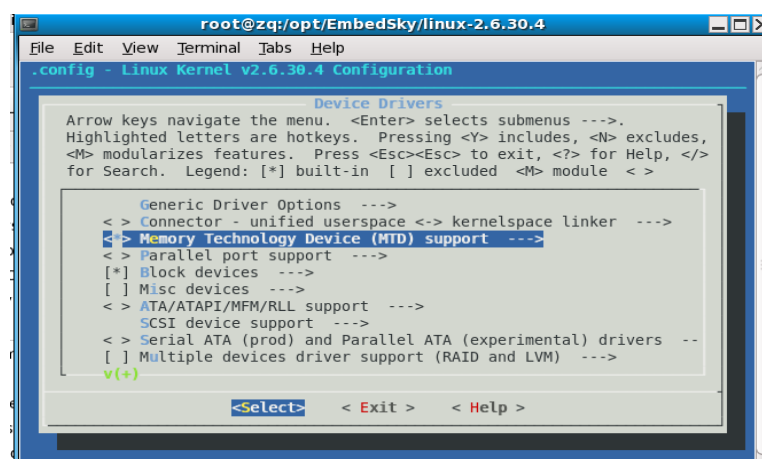 root@zq:/opt/EmbedSky/linux-2.6.30.4
File Edit View Terminal Tabs Help
.config - Linux Kernel v2.6.30.4 Configuration
Device Drivers
Arrow keys navigate the menu. <Enter> selects submenus --->.
Highlighted letters are hotkeys. Pressing <Y> includes, <N> excludes,
<M> modularizes features. Press <Esc><Esc> to exit, <?> for Help, </>
for Search. Legend: [*] built-in [ ] excluded <M> module < >
Generic Driver Options --->
< > Connector - unified userspace <-> kernelspace linker --->
<*> Memory Technology Device (MTD) support --->
< > Parallel port support --->
[*] Block devices --->
[ ] Misc devices --->
< > ATA/ATAPI/MFM/RLL support --->
SCSI device support --->
< > Serial ATA (prod) and Parallel ATA (experimental) drivers --
[ ] Multiple devices driver support (RAID and LVM) --->
v(+)
<Select> < Exit > < Help >